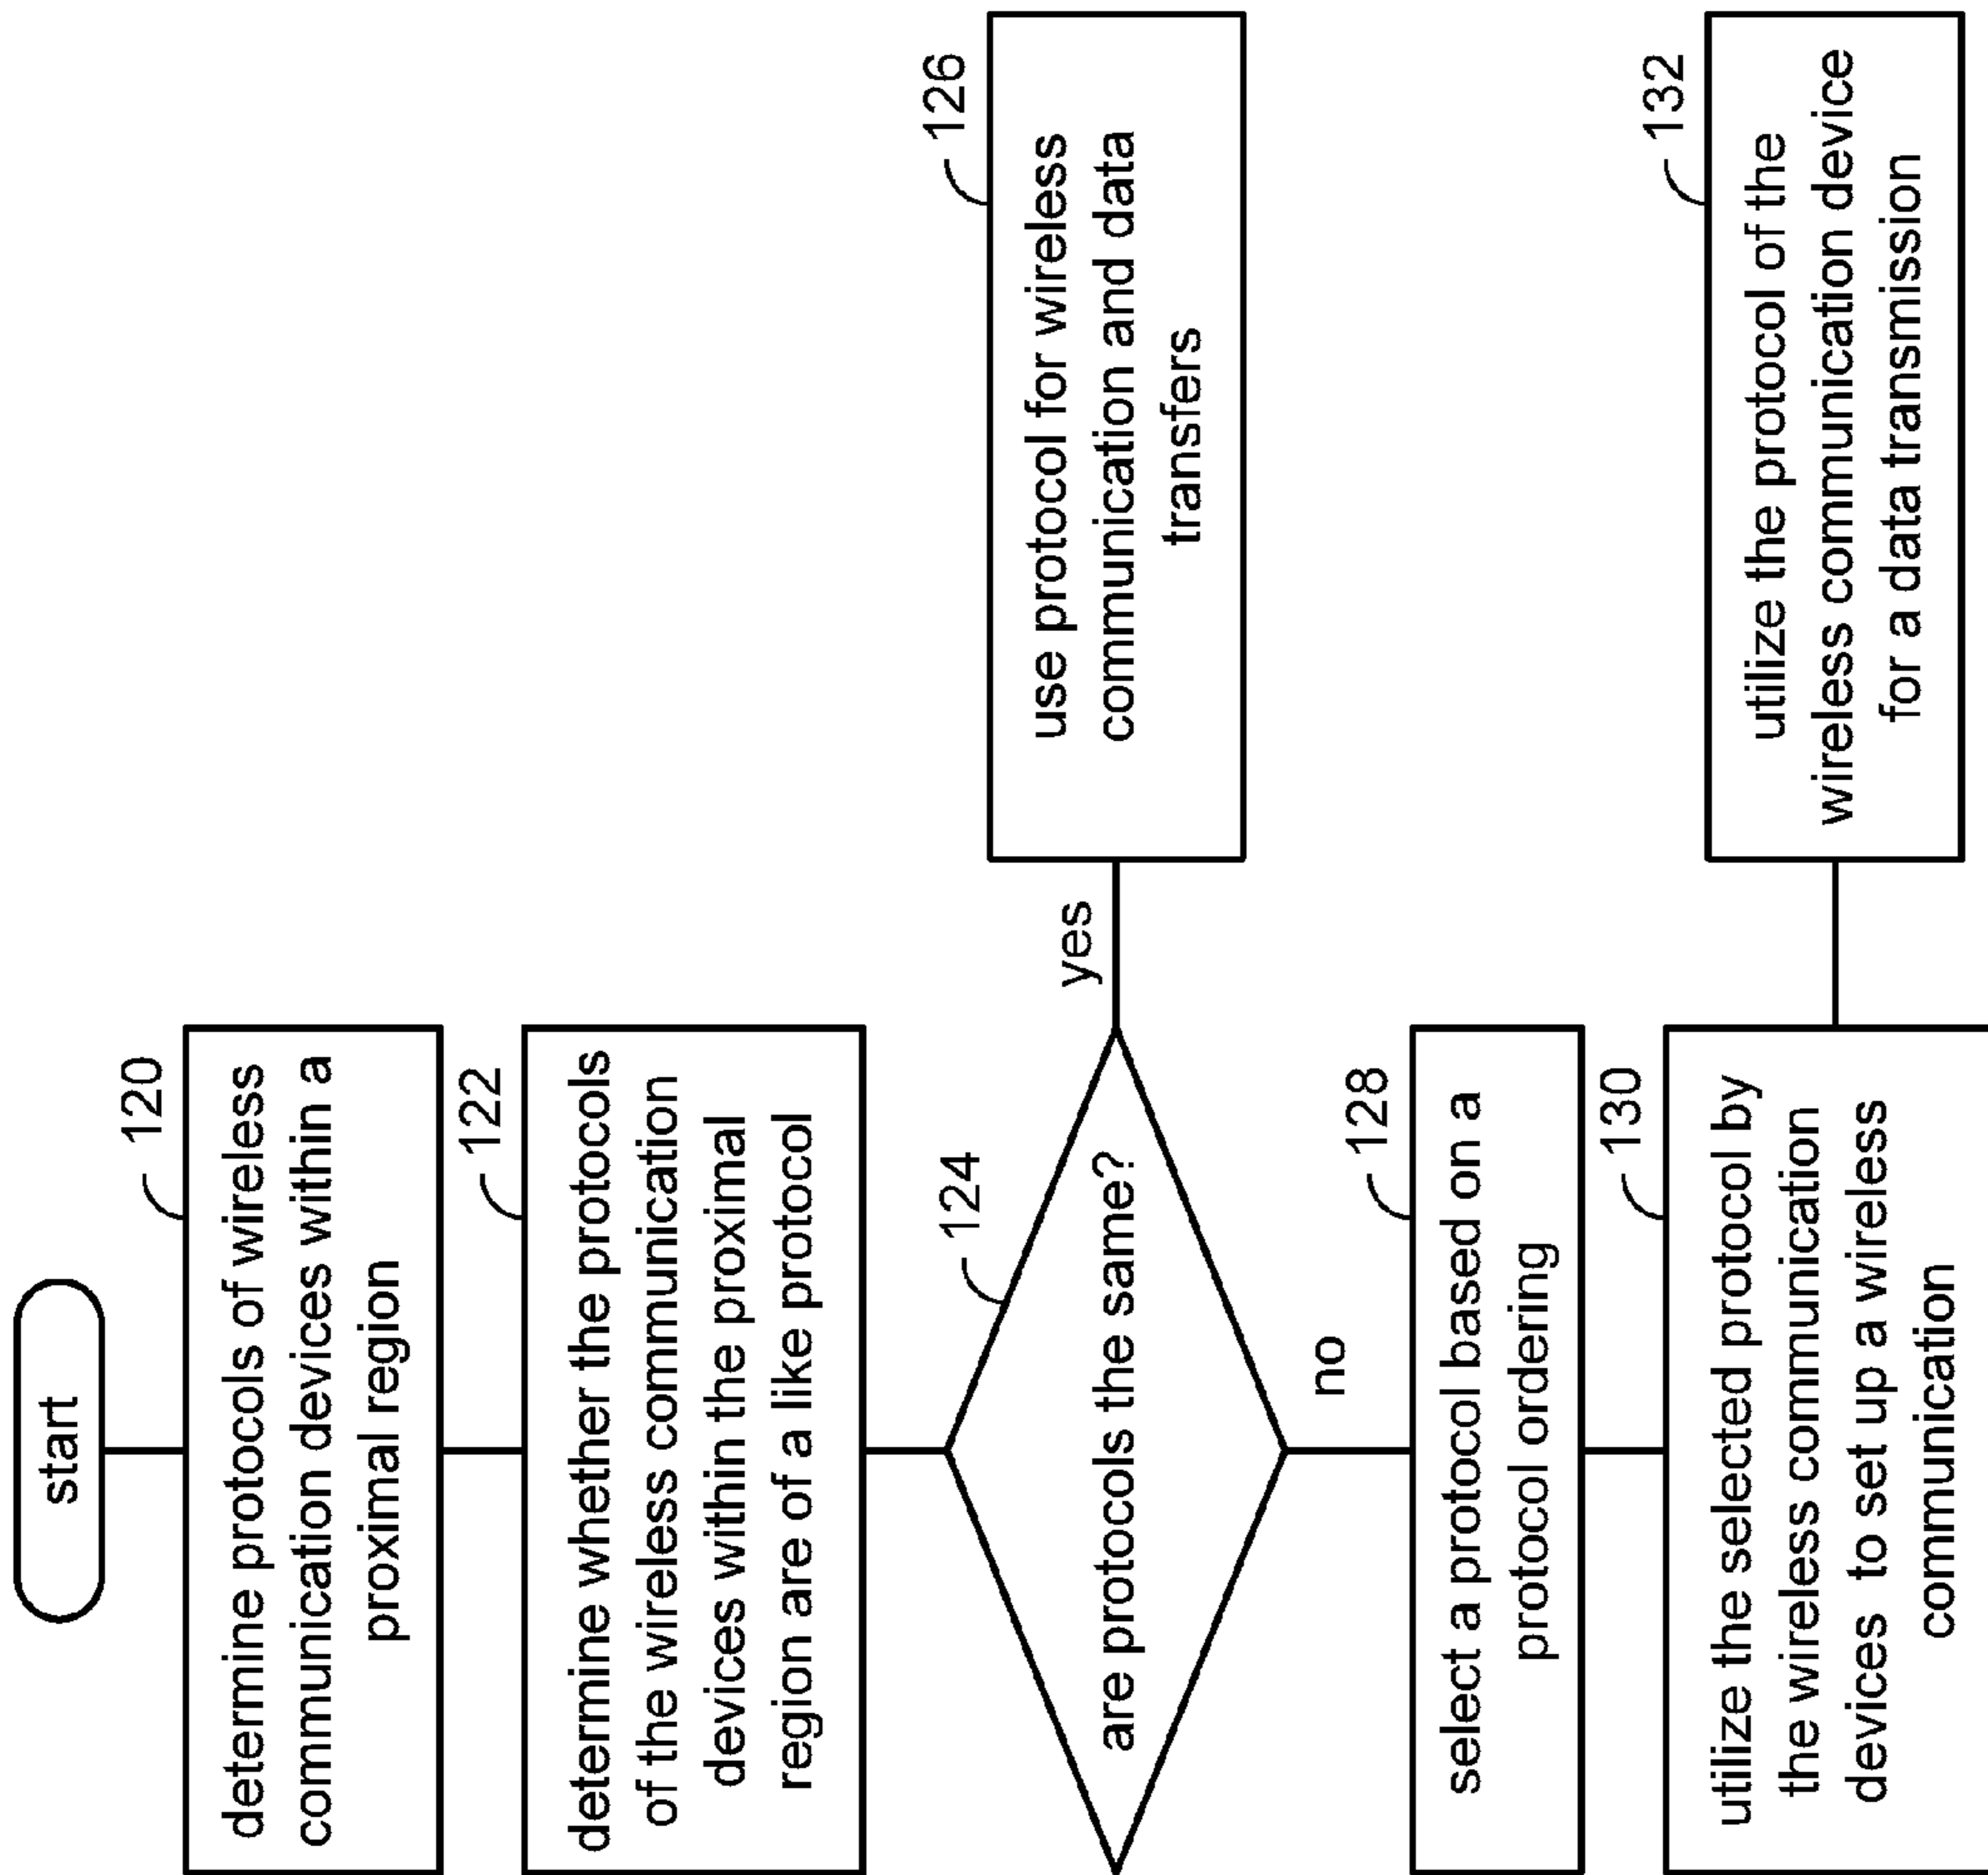 start
120
determine protocols of wireless
communication devices within a
proximal region
122
determine whether the protocols
of the wireless communication
devices within the proximal
region are of a like protocol
124
are protocols the same?
yes
126
use protocol for wireless
communication and data
transfers
no
128
select a protocol based on a
protocol ordering
130
utilize the selected protocol by
the wireless communication
devices to set up a wireless
communication
132
utilize the protocol of the
wireless communication device
for a data transmission